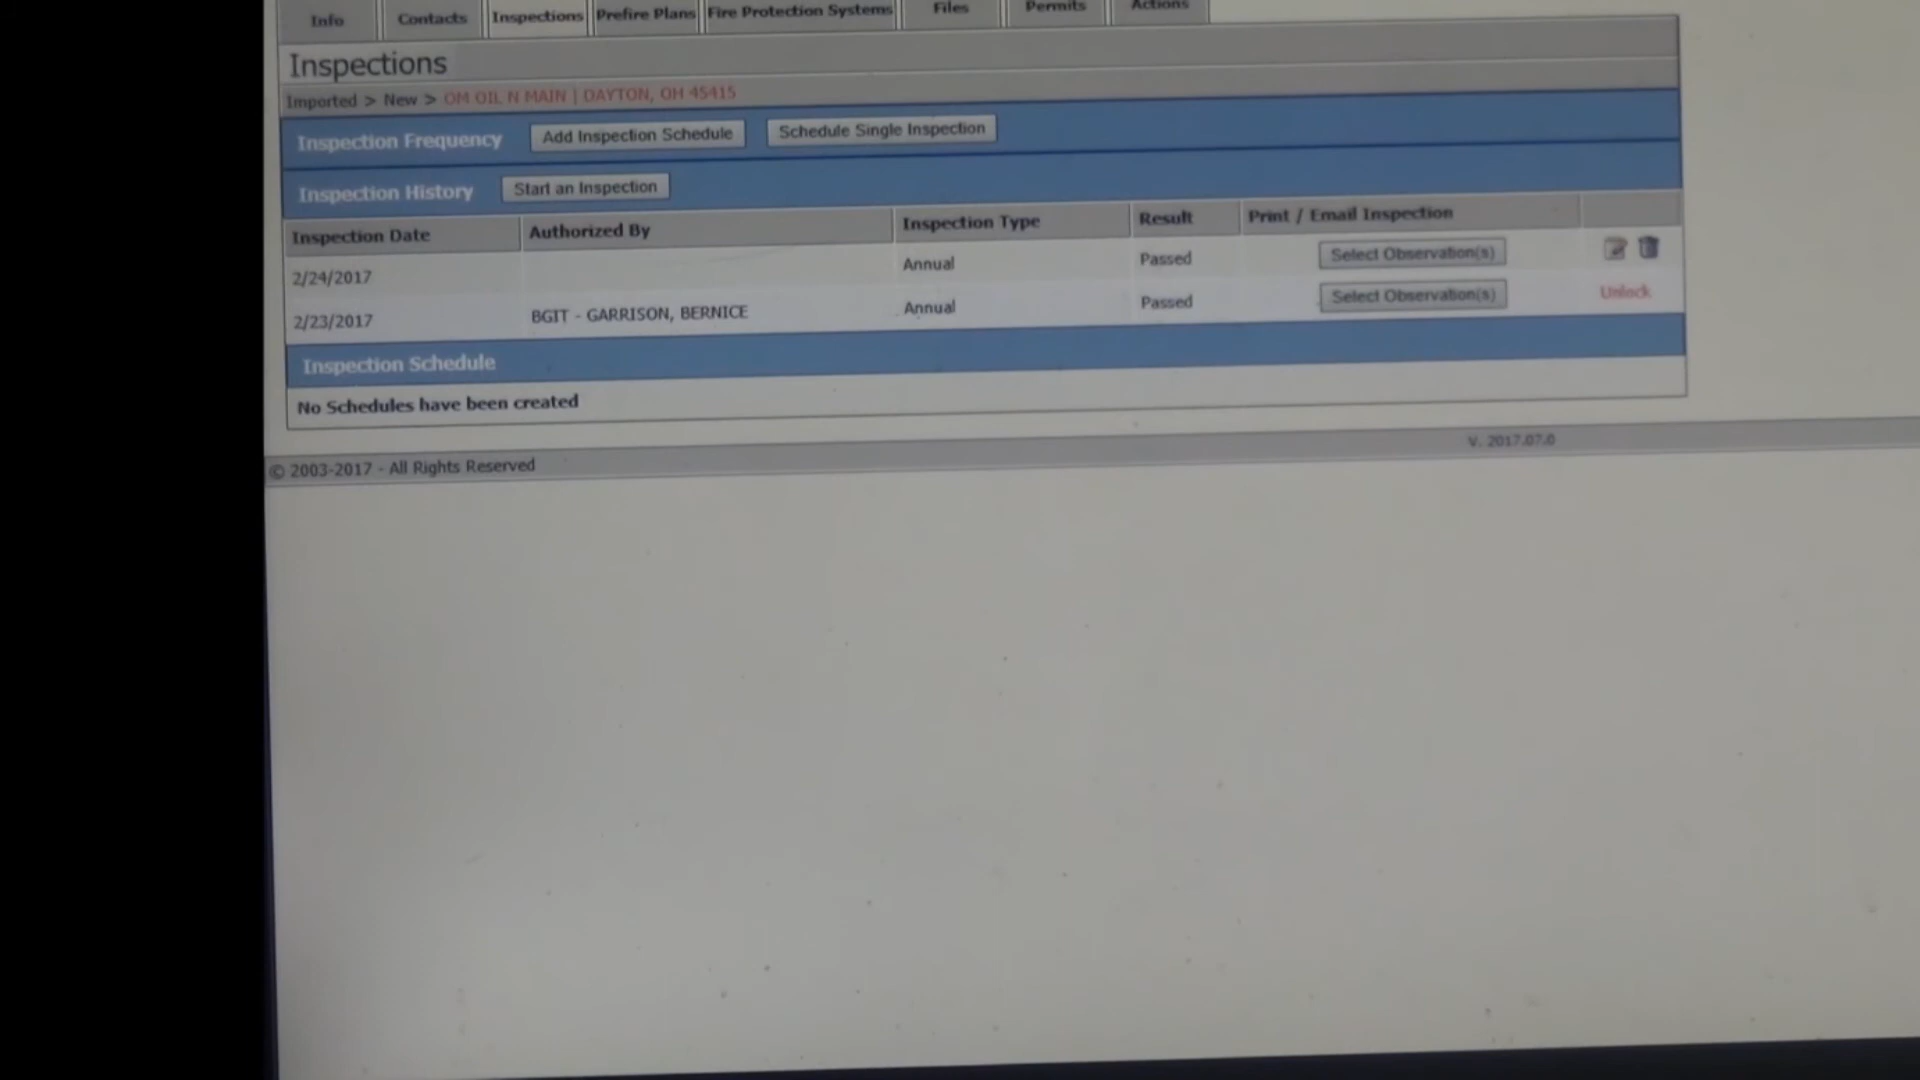 Info Contacts Inspections Prefire Plans Fire Protection Systems Files Permits Actions
Inspections
Imported > New > OM OIL N MAIN | DAYTON, OH 45415
Inspection Frequency Add Inspection Schedule Schedule Single Inspection
Inspection History Start an Inspection
Inspection Date Authorized By Inspection Type Result Print / Email Inspection
2/24/2017 Annual Passed Select Observation(s)
2/23/2017 BGIT - GARRISON, BERNICE Annual Passed Select Observation(s) Unlock
Inspection Schedule
No Schedules have been created
V. 2017.07.0
© 2003-2017 - All Rights Reserved